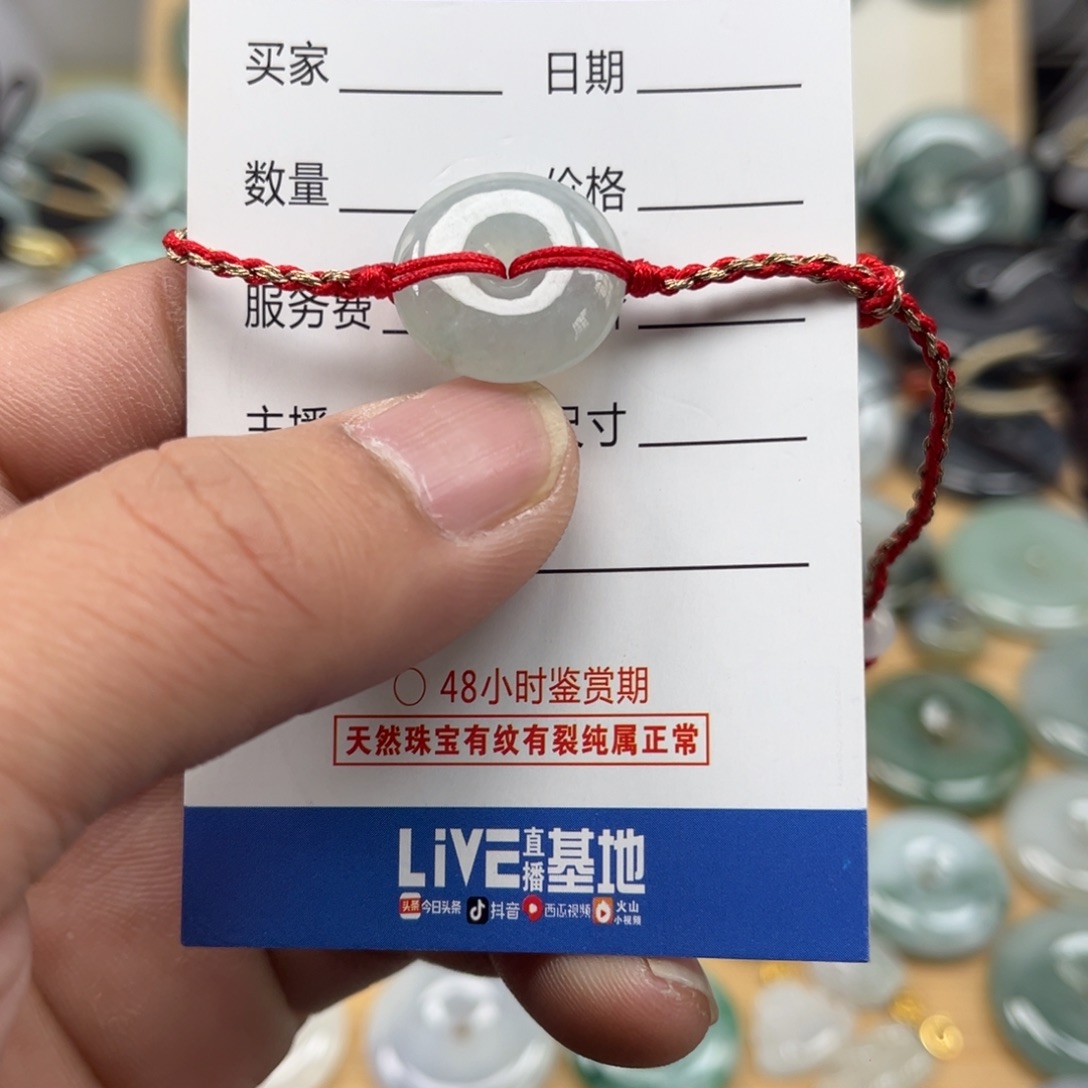 买家 日期
数量 价格
服务费
主播 尺寸
48小时鉴赏期
天然珠宝有纹有裂纯属正常
LiVE直播基地
头条 今日头条 抖音 西瓜视频 火山小视频